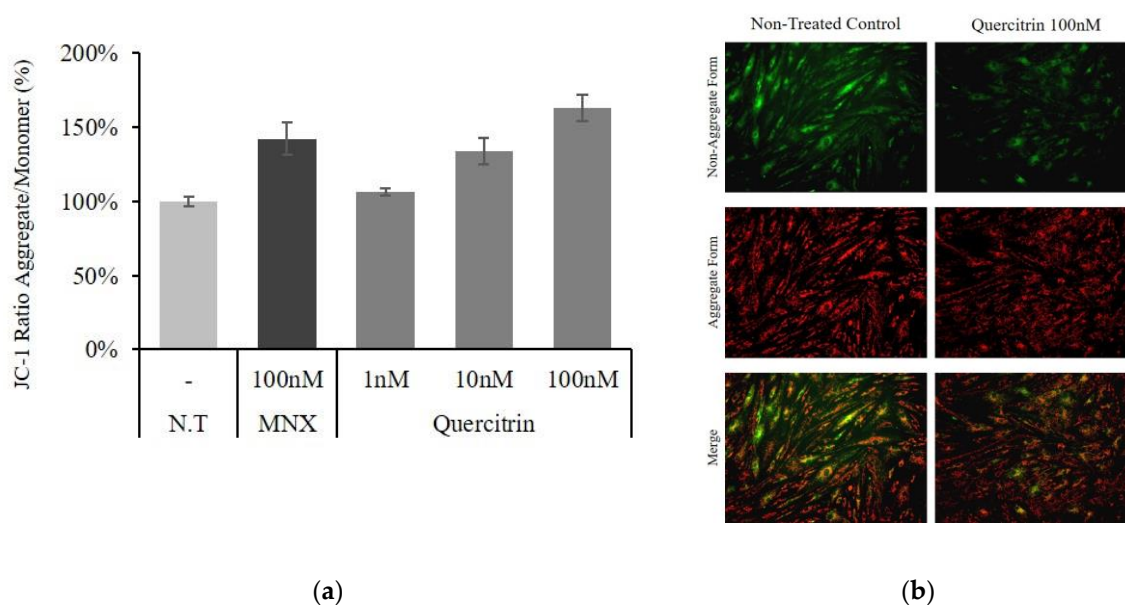 JC-1 Ratio Aggregate/Monomer (%)
200%
150%
100%
50%
0%
- 100nM 1nM 10nM 100nM
N.T MNX Quercitrin
(a)
Non-Treated Control Quercitrin 100nM
Non-Aggregate Form
Aggregate Form
Merge
(b)